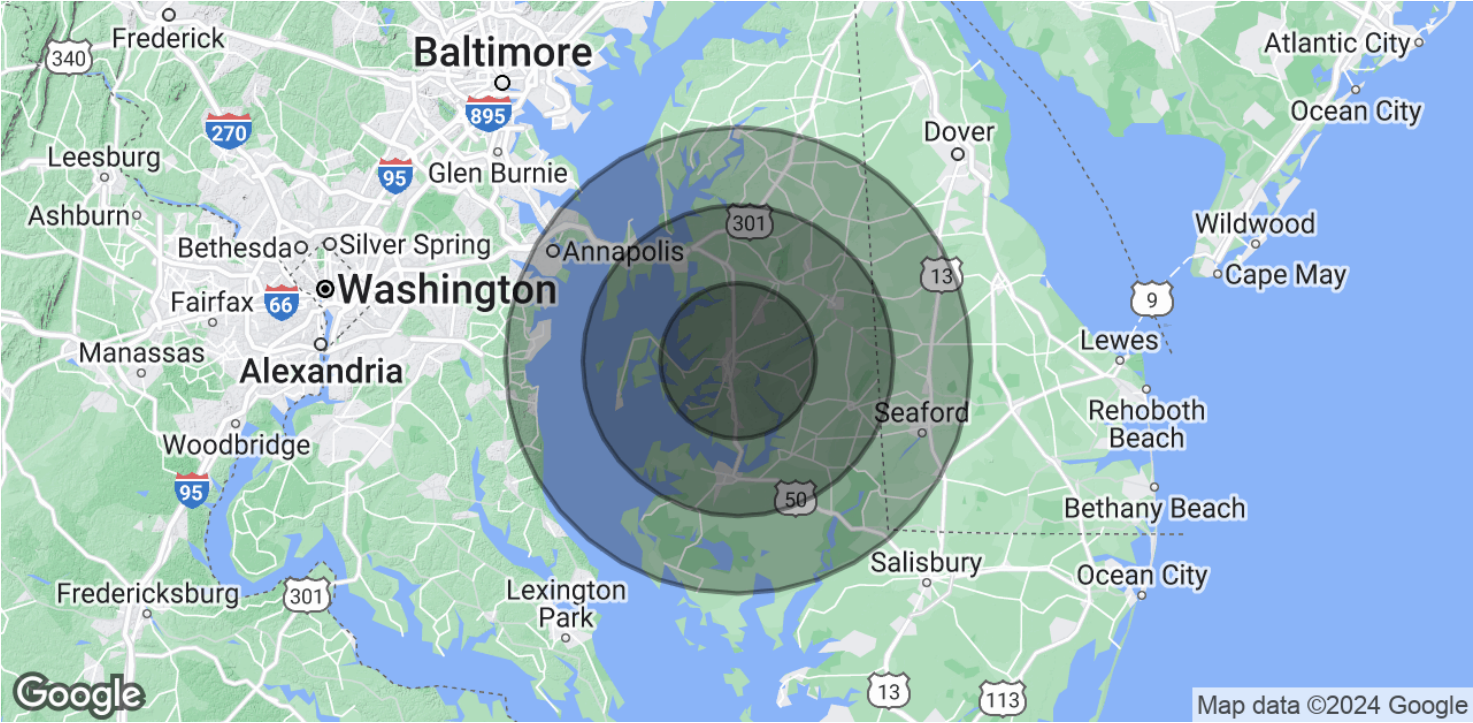 Frederick
340
Baltimore
Atlantic City
Ocean City
895
270
Dover
Leesburg
95
Glen Burnie
Ashburn
Wildwood
301
Bethesda
Silver Spring
Annapolis
13
Cape May
Washington
Fairfax
66
9
Lewes
Manassas
Alexandria
Seaford
Rehoboth
Beach
Woodbridge
95
50
Bethany Beach
Salisbury
Ocean City
Fredericksburg
301
Lexington
Park
Google
13
113
Map data ©2024 Google